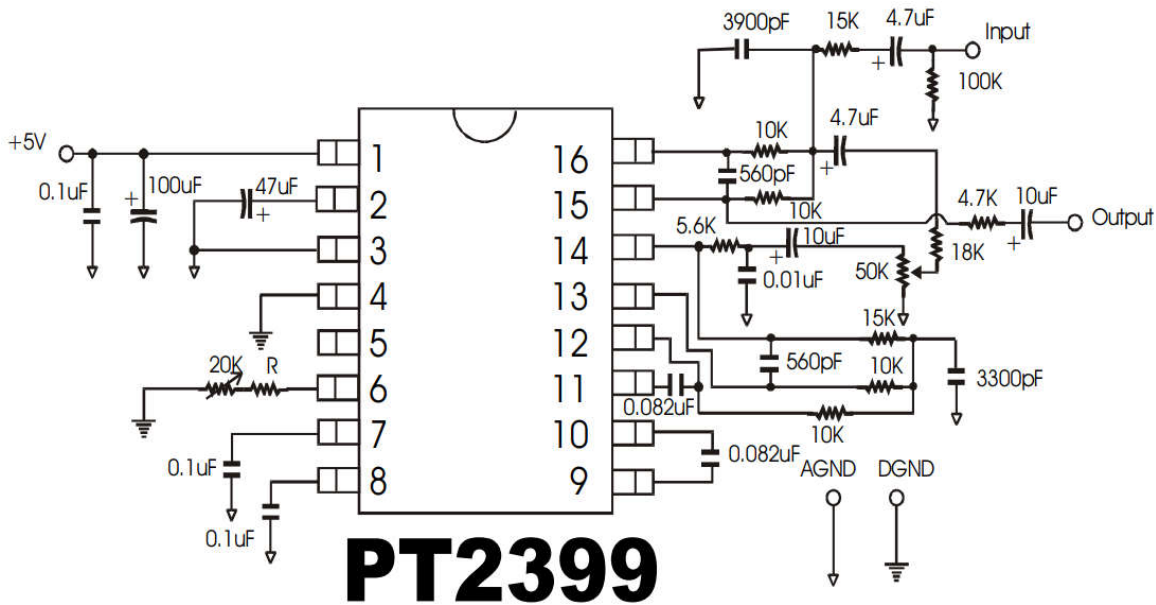 3900pF
15K
4.7uF
Input
100K
+
+5V
0.1uF
+
100uF
47uF
+
10K
4.7uF
+
560pF
10K
4.7K
10uF
Output
+
5.6K
10uF
+
0.01uF
18K
50K
1
2
3
4
5
6
7
8
16
15
14
13
12
11
10
9
20K
R
0.1uF
0.1uF
15K
560pF
10K
3300pF
0.082uF
10K
0.082uF
AGND
DGND
PT2399